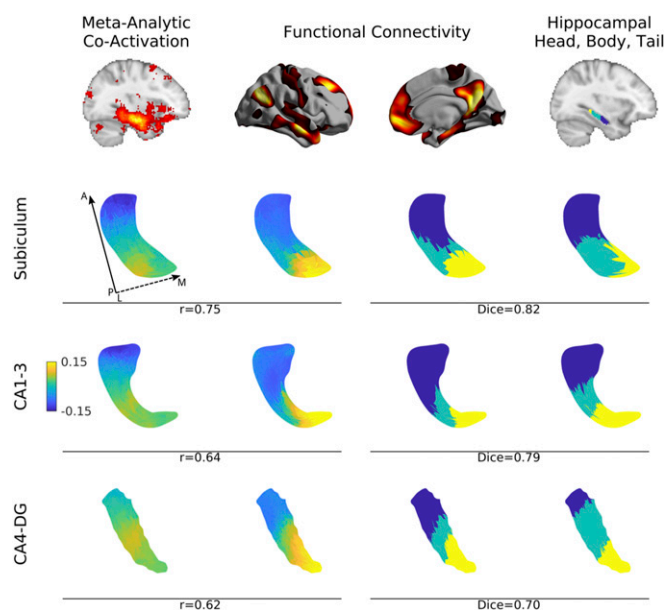 Meta-Analytic
Co-Activation
Functional Connectivity
Hippocampal
Head, Body, Tail
Subiculum
A
P
L
M
r=0.75
Dice=0.82
CA1-3
0.15
-0.15
r=0.64
Dice=0.79
CA4-DG
r=0.62
Dice=0.70